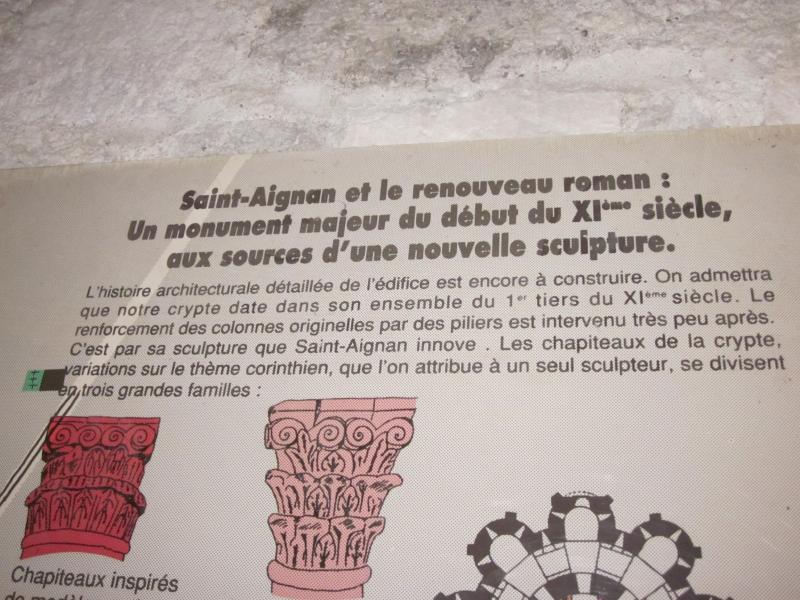 Saint-Aignan et le renouveau roman :
Un monument majeur du début du XIème siècle,
aux sources d'une nouvelle scuipture.
L'histoire architecturale détaillée de l'édifice est encore à construire. On admettra
que notre crypte date dans son ensemble du 1er tiers du XIème siècle. Le
renforcement des colonnes originelles par des piliers est intervenu très peu après.
C'est par sa sculpture que Saint-Aignan innove . Les chapiteaux de la crypte,
variations sur le thème corinthien, que l'on attribue à un seul sculpteur, se divisent
en trois grandes familles :
Chapiteaux inspirés